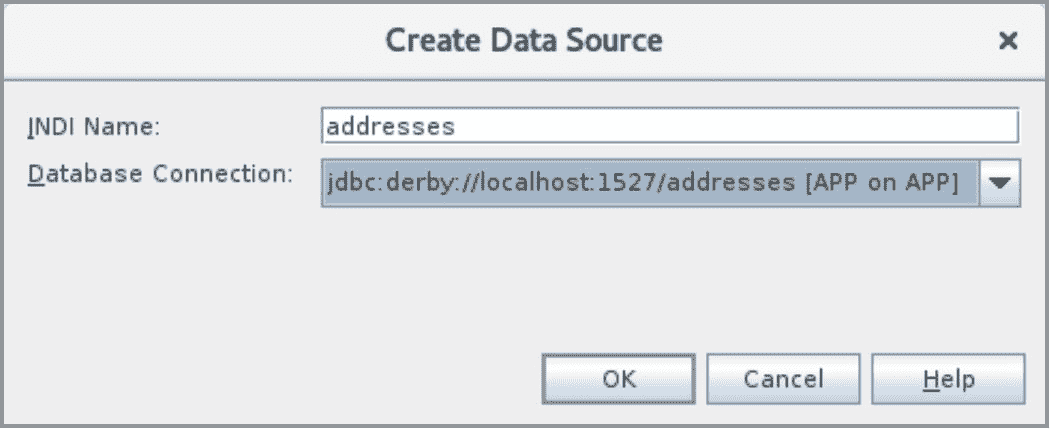 Create Data Source
JNDI Name: addresses
Database Connection: jdbc:derby://localhost:1527/addresses [APP on APP]
OK Cancel Help